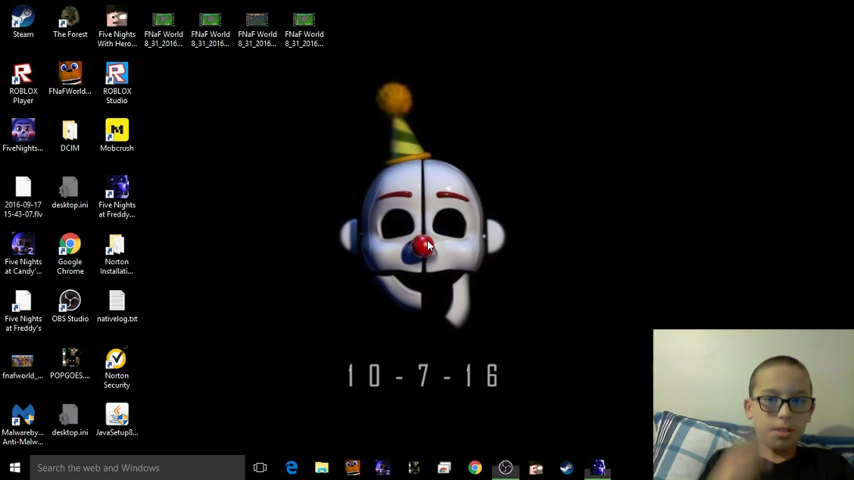 Steam
The Forest
Five Nights
With Hero...
FNaF World
8_31_2016...
FNaF World
8_31_2016...
FNaF World
8_31_2016...
FNaF World
8_31_2016...
ROBLOX
Player
FNaFWorld...
ROBLOX
Studio
FiveNights...
DCIM
M
Mobcrush
2016-09-17
15-43-07.flv
desktop.ini
Five Nights
at Freddy...
2
Five Nights
at Candy'...
Google
Chrome
Norton
Installati...
Five Nights
at Freddy's
OBS Studio
nativelog.txt
fnafworld_...
POPGOES....
Norton
Security
10-7-16
Malwareby...
Anti-Malw...
desktop.ini
JavaSetup8...
Search the web and Windows